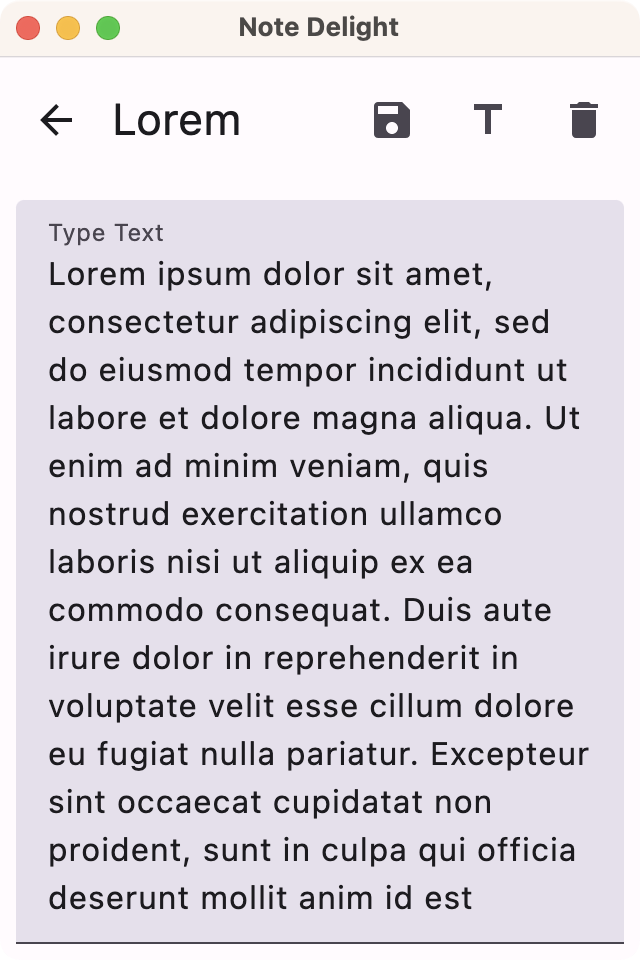 Note Delight
Lorem
Type Text
Lorem ipsum dolor sit amet,
consectetur adipiscing elit, sed
do eiusmod tempor incididunt ut
labore et dolore magna aliqua. Ut
enim ad minim veniam, quis
nostrud exercitation ullamco
laboris nisi ut aliquip ex ea
commodo consequat. Duis aute
irure dolor in reprehenderit in
voluptate velit esse cillum dolore
eu fugiat nulla pariatur. Excepteur
sint occaecat cupidatat non
proident, sunt in culpa qui officia
deserunt mollit anim id est